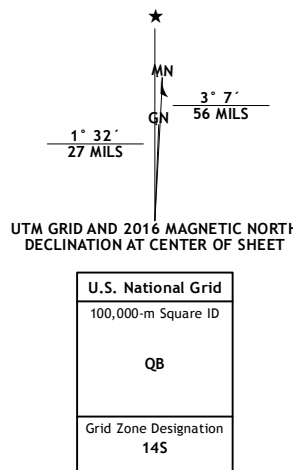 ★
MN
GN
3° 7´
56 MILS
1° 32´
27 MILS
UTM GRID AND 2016 MAGNETIC NORTH
DECLINATION AT CENTER OF SHEET
U.S. National Grid
100,000-m Square ID
QB
Grid Zone Designation
14S